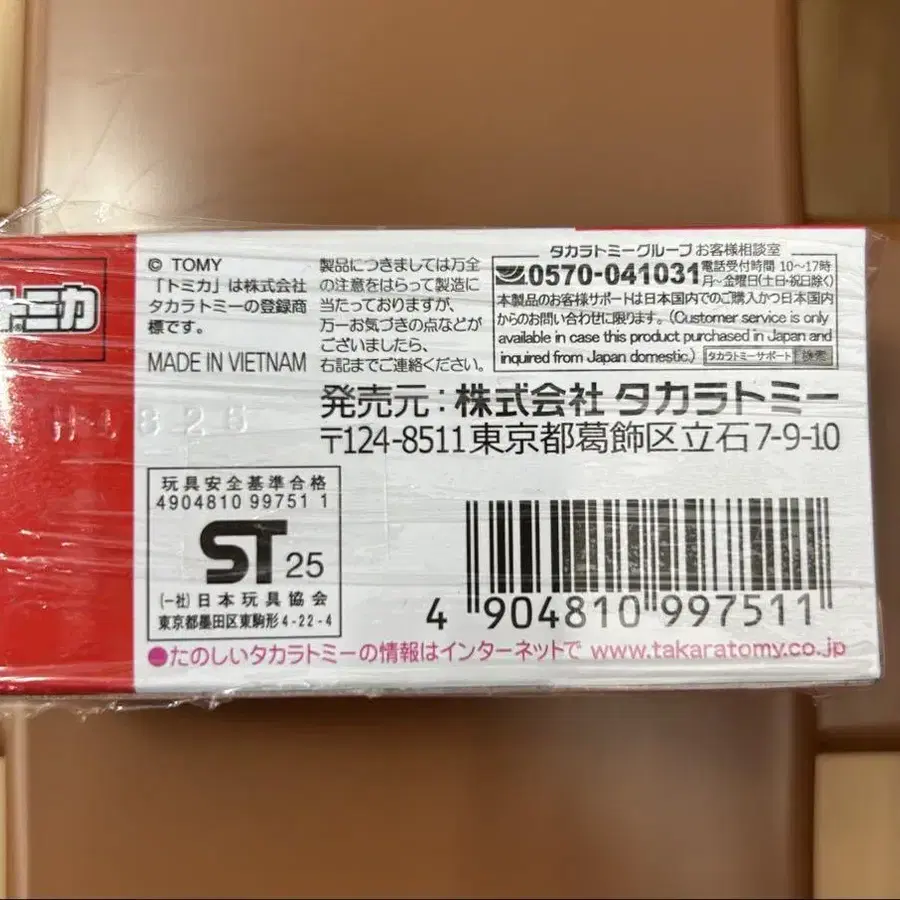 トミカ
© TOMY
「トミカ」は株式会社
タカラトミーの登録商
標です。
MADE IN VIETNAM
製品につきましては万全
の注意をはらって製造に
当たっておりますが、
万一お気づきの点などが
ございましたら、
右記までご連絡ください。
タカラトミーグループ お客様相談室
0570-041031 電話受付時間 10〜17時
月〜金曜日(土・日・祝日除く)
本製品のお客様サポートは日本国内でのご購入かつ日本国内
からのお問い合わせに限ります。(Customer service is only
available in case this product purchased in Japan and
inquired from Japan domestic.) タカラトミーサポート 検索
発売元:株式会社 タカラトミー
〒124-8511 東京都葛飾区立石7-9-10
玩具安全基準合格
4904810 99751 1
ST 25
(一社)日本玩具協会
東京都墨田区東駒形4-22-4
4 904810 997511
●たのしいタカラトミーの情報はインターネットで www.takaratomy.co.jp